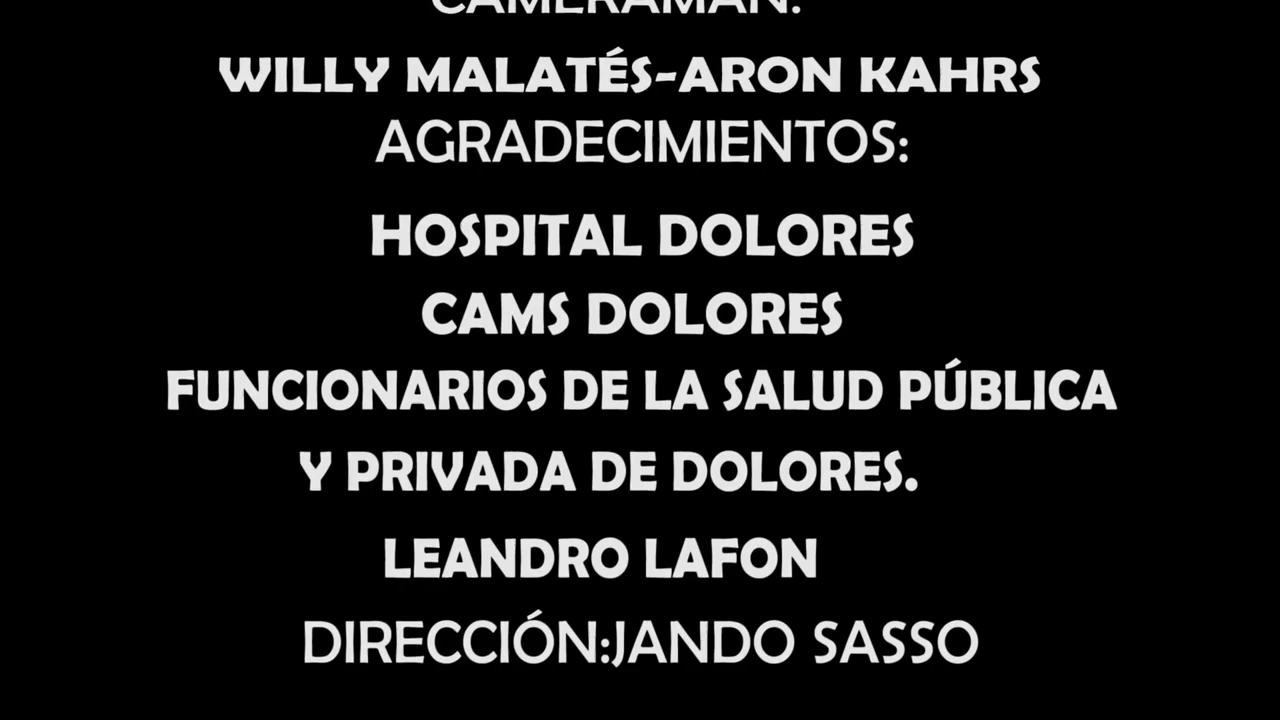 CAMERAMAN:
WILLY MALATÉS-ARON KAHRS
AGRADECIMIENTOS:
HOSPITAL DOLORES
CAMS DOLORES
FUNCIONARIOS DE LA SALUD PÚBLICA
Y PRIVADA DE DOLORES.
LEANDRO LAFON
DIRECCIÓN:JANDO SASSO